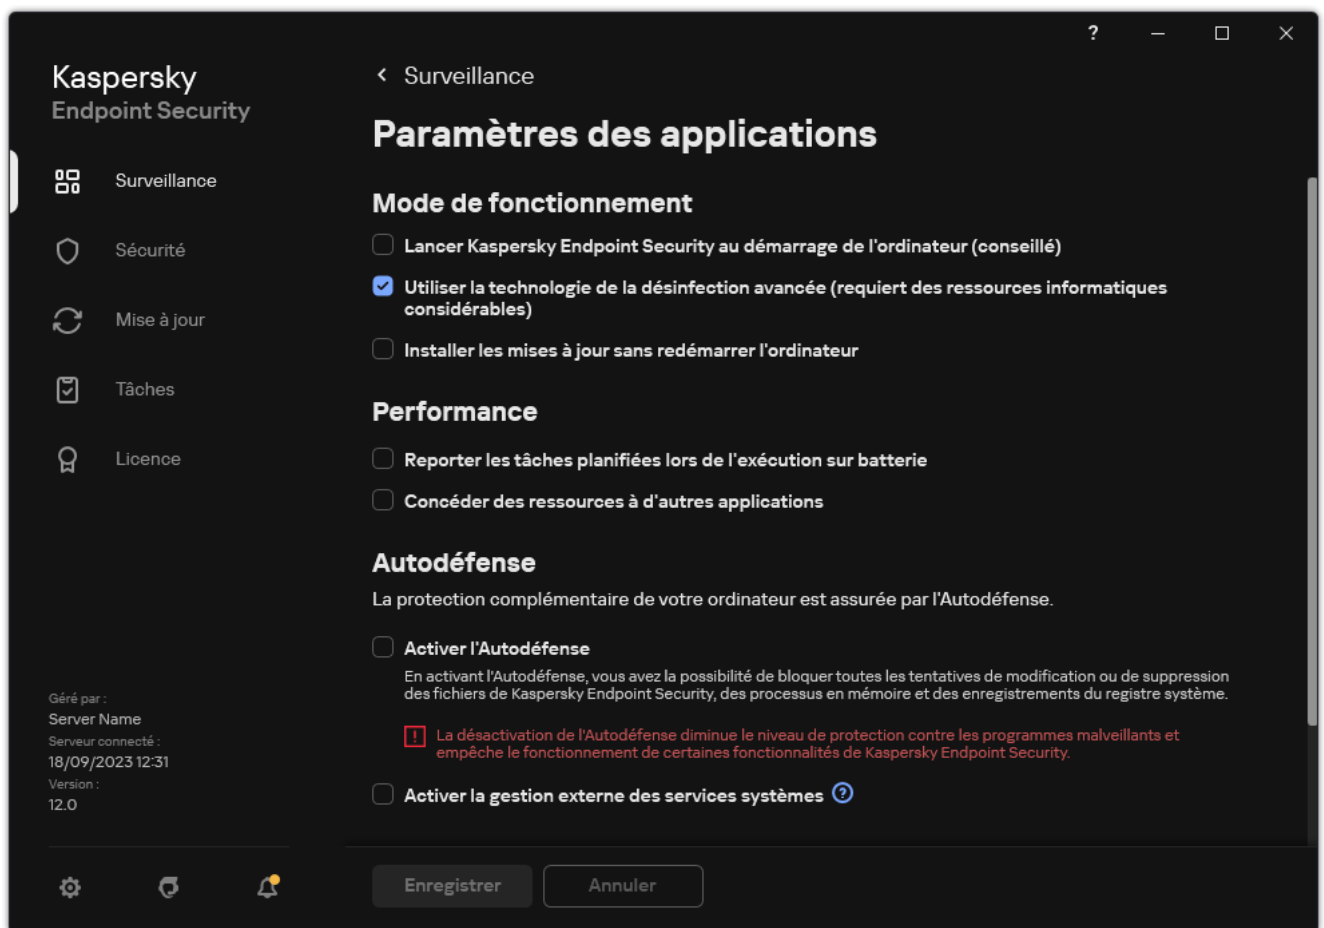 ?
Kaspersky
Endpoint Security
Surveillance
Sécurité
Mise à jour
Tâches
Licence
Géré par :
Server Name
Serveur connecté :
18/09/2023 12:31
Version :
12.0
Surveillance
Paramètres des applications
Mode de fonctionnement
Lancer Kaspersky Endpoint Security au démarrage de l'ordinateur (conseillé)
Utiliser la technologie de la désinfection avancée (requiert des ressources informatiques
considérables)
Installer les mises à jour sans redémarrer l'ordinateur
Performance
Reporter les tâches planifiées lors de l'exécution sur batterie
Concéder des ressources à d'autres applications
Autodéfense
La protection complémentaire de votre ordinateur est assurée par l'Autodéfense.
Activer l'Autodéfense
En activant l'Autodéfense, vous avez la possibilité de bloquer toutes les tentatives de modification ou de suppression
des fichiers de Kaspersky Endpoint Security, des processus en mémoire et des enregistrements du registre système.
La désactivation de l'Autodéfense diminue le niveau de protection contre les programmes malveillants et
empêche le fonctionnement de certaines fonctionnalités de Kaspersky Endpoint Security.
Activer la gestion externe des services systèmes
Enregistrer
Annuler